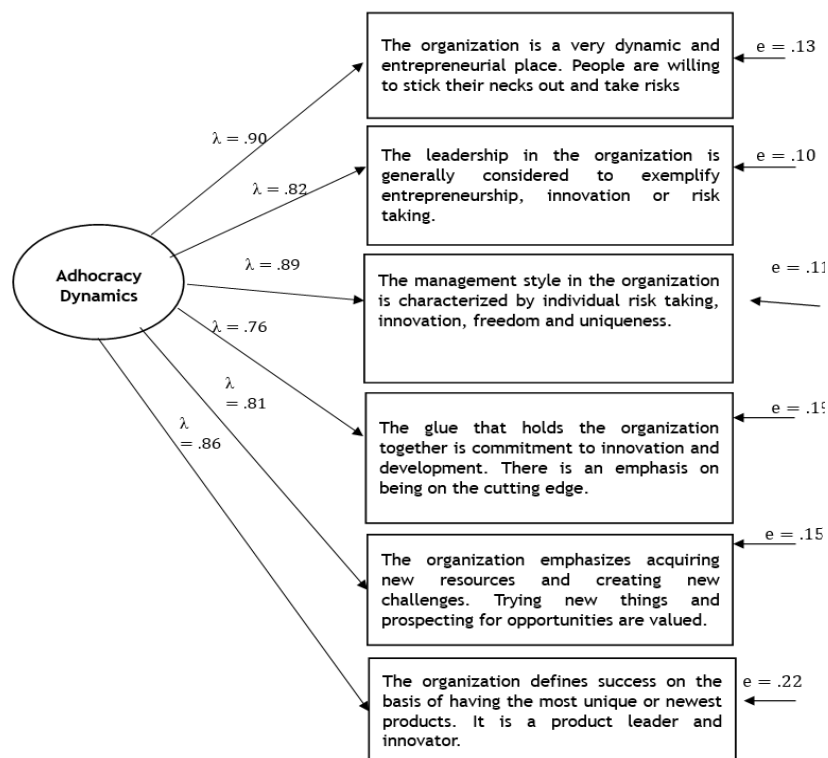 The organization is a very dynamic and
entrepreneurial place. People are willing
to stick their necks out and take risks
e = .13
λ = .90
The leadership in the organization is
generally considered to exemplify
entrepreneurship, innovation or risk
taking.
e = .10
λ = .82
Adhocracy
Dynamics
λ = .89
The management style in the organization
is characterized by individual risk taking,
innovation, freedom and uniqueness.
e = .11
λ = .76
The glue that holds the organization
together is commitment to innovation and
development. There is an emphasis on
being on the cutting edge.
e = .19
λ
= .81
The organization emphasizes acquiring
new resources and creating new
challenges. Trying new things and
prospecting for opportunities are valued.
e = .15
λ
= .86
The organization defines success on the
basis of having the most unique or newest
products. It is a product leader and
innovator.
e = .22